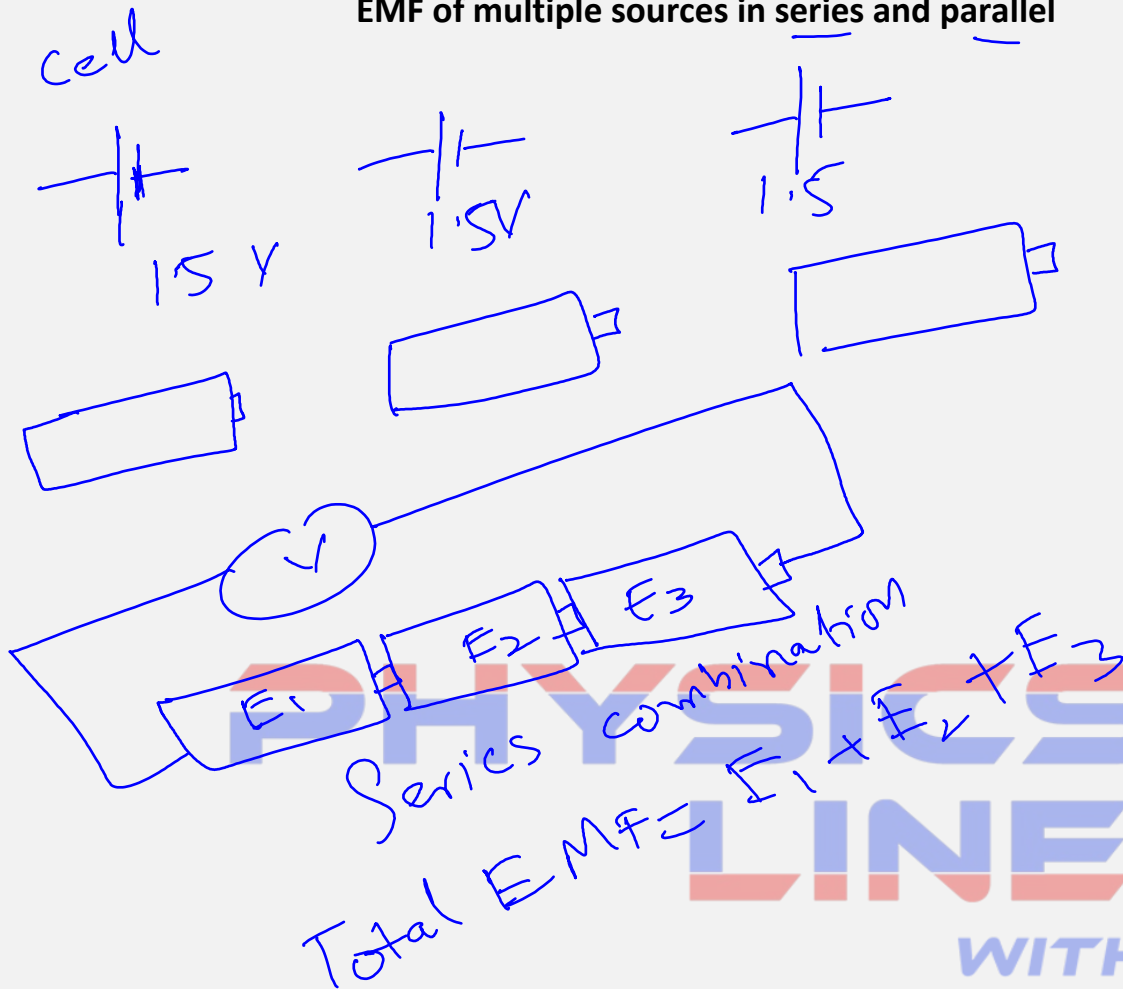 EMF of multiple sources in series and parallel
Cell
1.5 V
1.5V
1.5
V
E1
E2
E3
Series combination
Total EMF = E1 + E2 + E3
PHYSICS
LINE
WITH